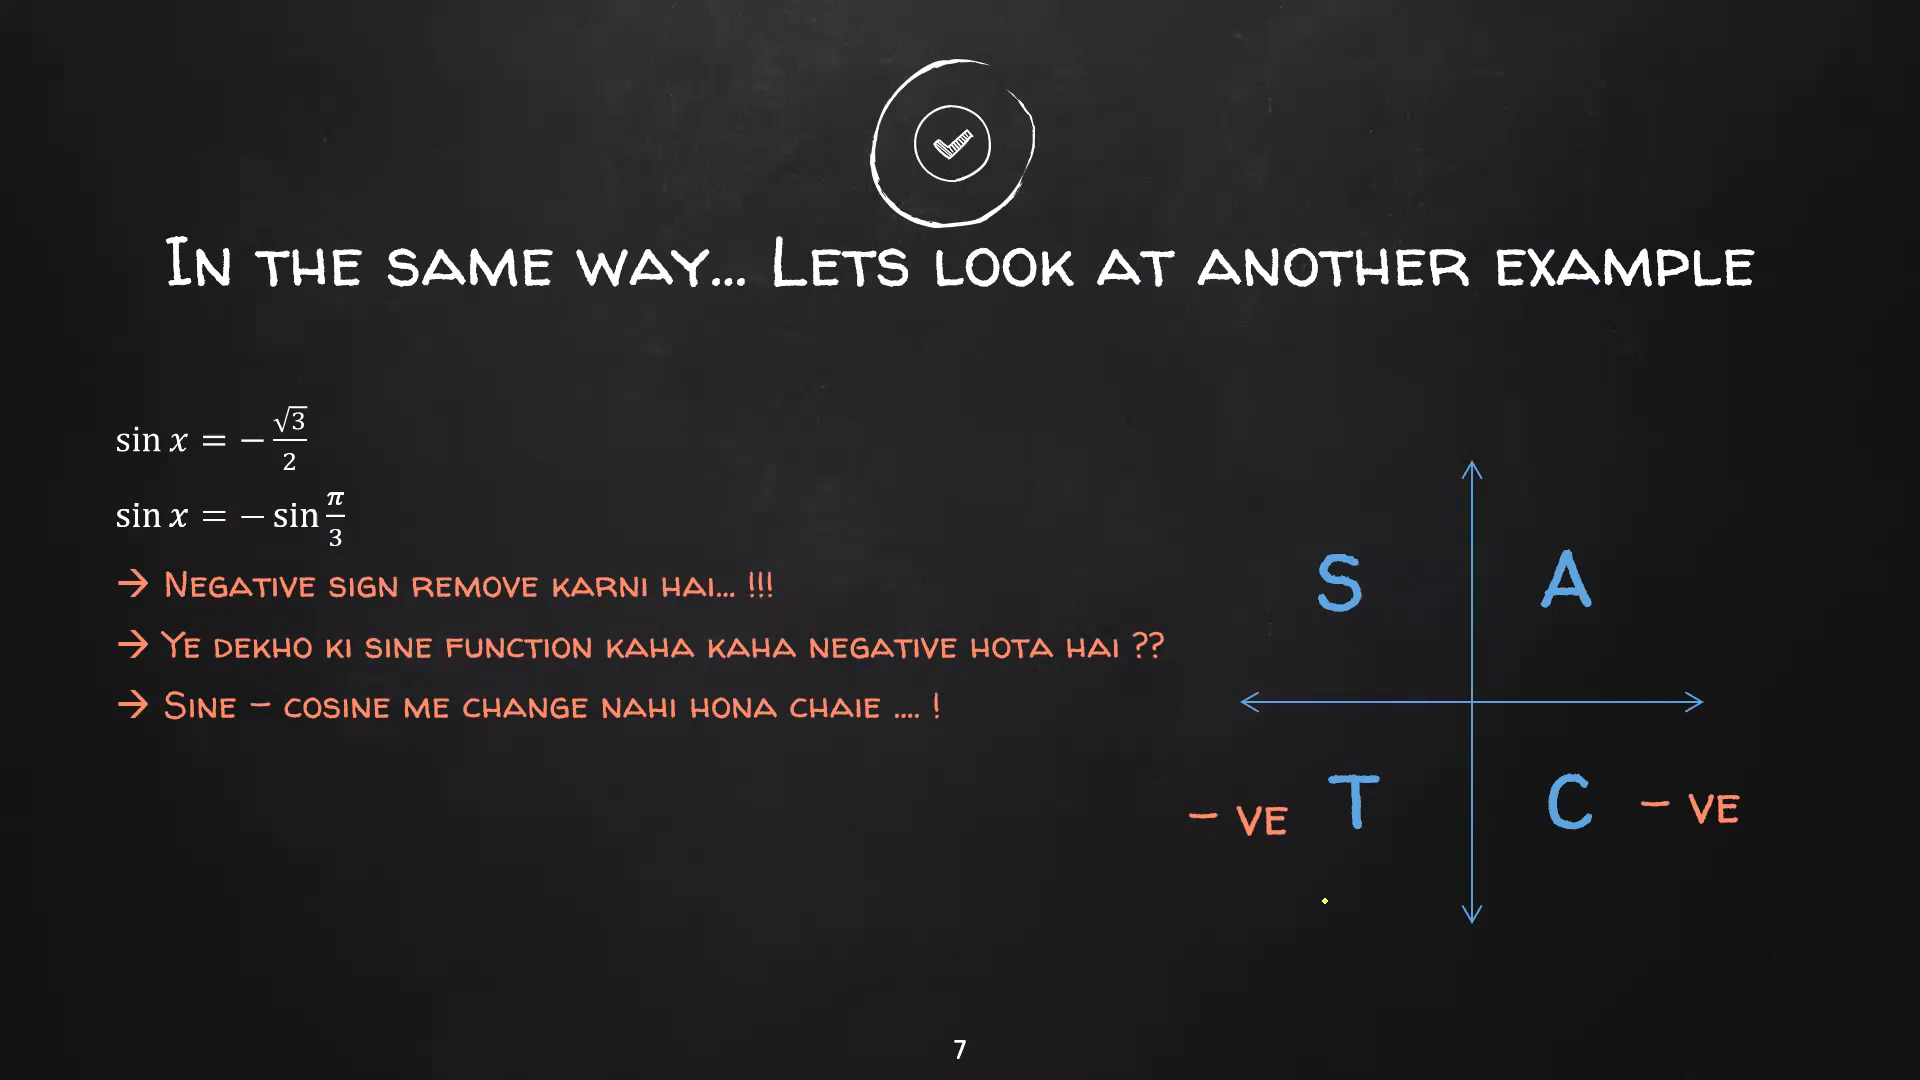 In the same way... Lets look at another example
sin x = − √3/2
sin x = − sin π/3
→ Negative sign remove karni hai... !!!
→ Ye dekho ki sine function kaha kaha negative hota hai ??
→ Sine – cosine me change nahi hona chaie .... !
S A
– ve T C – ve
7